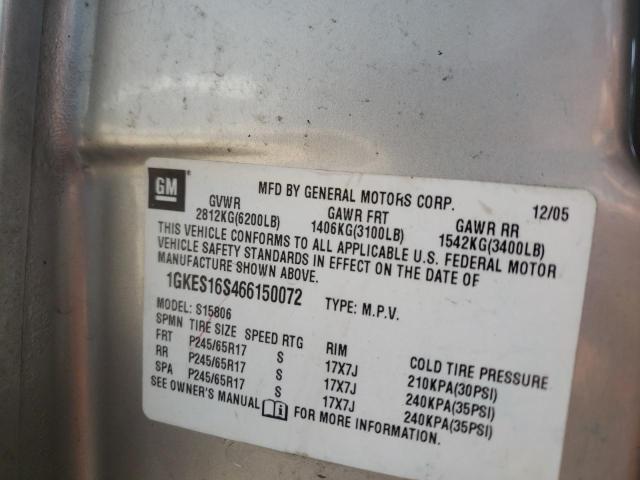 GM
MFD BY GENERAL MOTORS CORP. 12/05
GVWR GAWR FRT GAWR RR
2812KG(6200LB) 1406KG(3100LB) 1542KG(3400LB)
THIS VEHICLE CONFORMS TO ALL APPLICABLE U.S. FEDERAL MOTOR
VEHICLE SAFETY STANDARDS IN EFFECT ON THE DATE OF
MANUFACTURE SHOWN ABOVE.
1GKES16S466150072 TYPE: M.P.V.
MODEL: S15806
SPMN TIRE SIZE SPEED RTG RIM COLD TIRE PRESSURE
FRT P245/65R17 S 17X7J 210KPA(30PSI)
RR P245/65R17 S 17X7J 240KPA(35PSI)
SPA P245/65R17 S 17X7J 240KPA(35PSI)
SEE OWNER'S MANUAL FOR MORE INFORMATION.